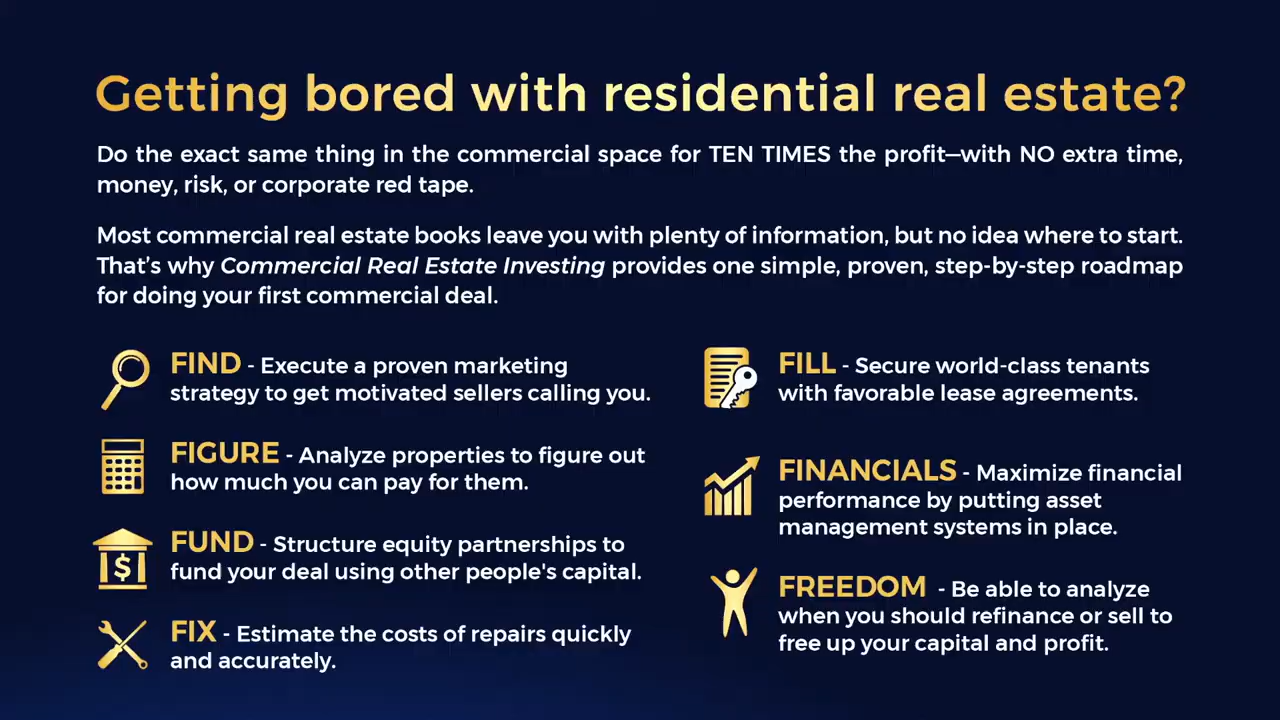 Getting bored with residential real estate?
Do the exact same thing in the commercial space for TEN TIMES the profit—with NO extra time,
money, risk, or corporate red tape.
Most commercial real estate books leave you with plenty of information, but no idea where to start.
That's why Commercial Real Estate Investing provides one simple, proven, step-by-step roadmap
for doing your first commercial deal.
FIND - Execute a proven marketing
strategy to get motivated sellers calling you.
FIGURE - Analyze properties to figure out
how much you can pay for them.
$
FUND - Structure equity partnerships to
fund your deal using other people's capital.
FIX - Estimate the costs of repairs quickly
and accurately.
FILL - Secure world-class tenants
with favorable lease agreements.
FINANCIALS - Maximize financial
performance by putting asset
management systems in place.
FREEDOM - Be able to analyze
when you should refinance or sell to
free up your capital and profit.